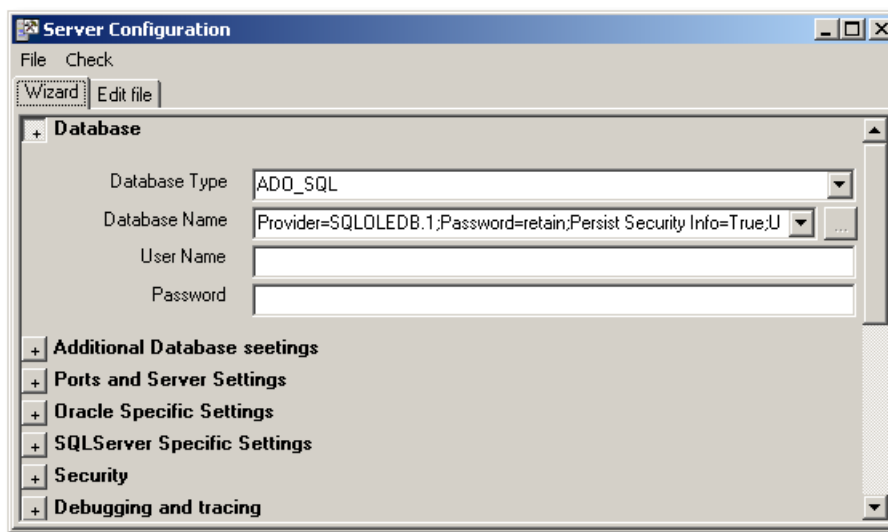 Server Configuration
File Check
Wizard Edit file
Database
Database Type ADO_SQL
Database Name Provider=SQLOLEDB.1;Password=retain;Persist Security Info=True;U ...
User Name
Password
Additional Database seetings
Ports and Server Settings
Oracle Specific Settings
SQLServer Specific Settings
Security
Debugging and tracing